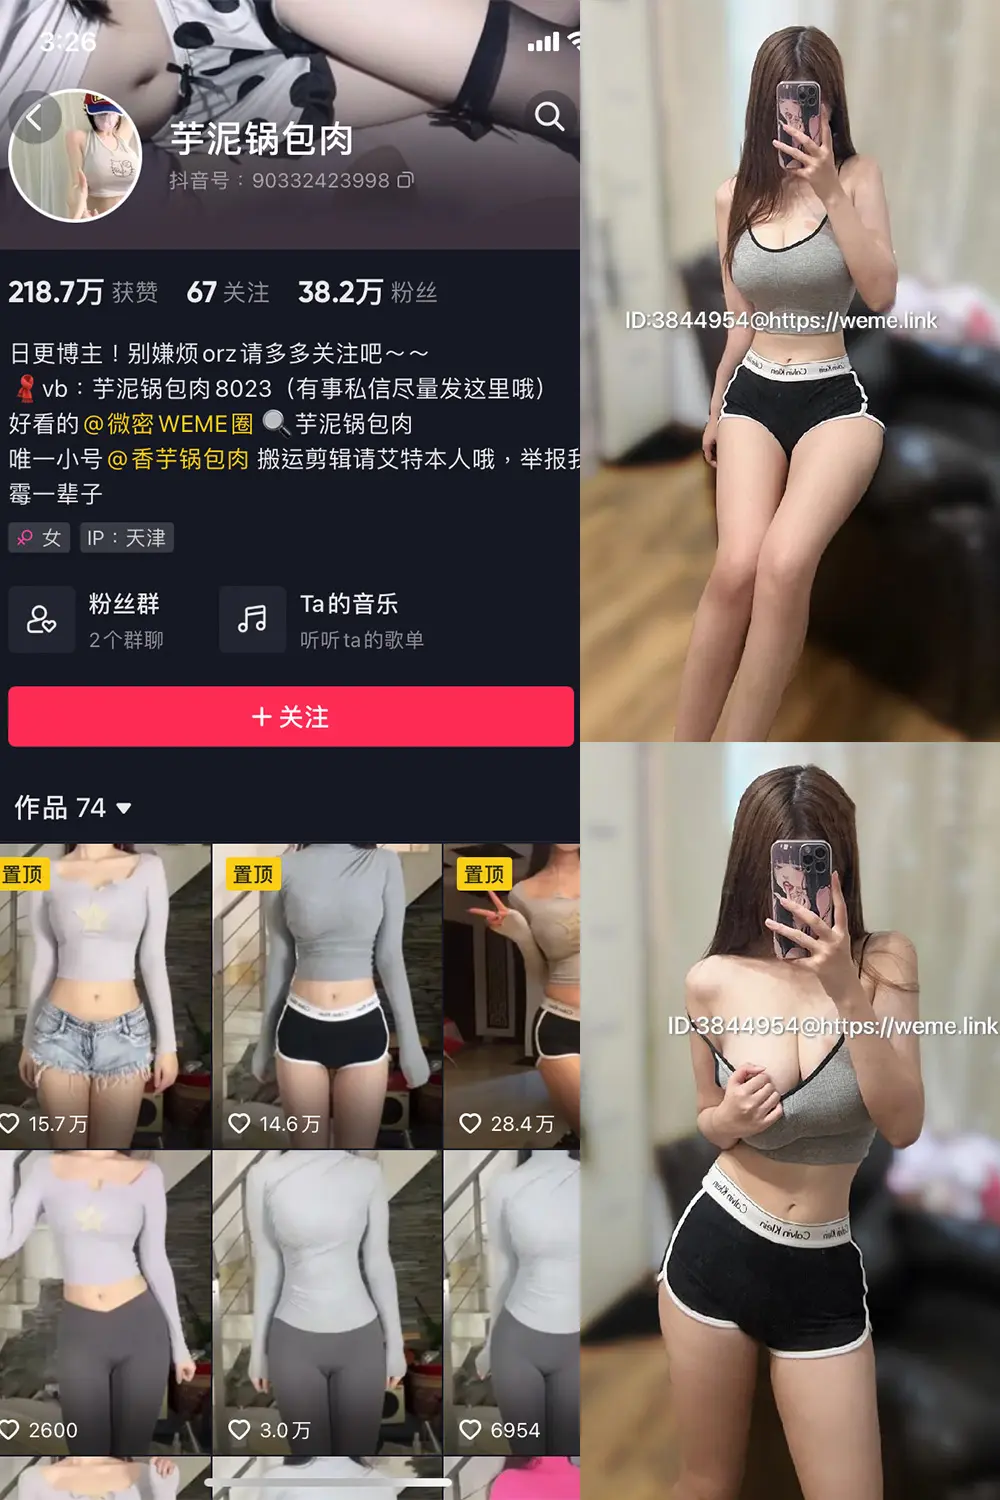 3:26
芋泥锅包肉
抖音号：90332423998
218.7万 获赞 67 关注 38.2万 粉丝
日更博主！别嫌烦orz请多多关注吧～～
vb：芋泥锅包肉8023（有事私信尽量发这里哦）
好看的@微密WEME圈 芋泥锅包肉
唯一小号@香芋锅包肉 搬运剪辑请艾特本人哦，举报我
霉一辈子
女 IP：天津
粉丝群
2个群聊
Ta的音乐
听听ta的歌单
+关注
作品 74
置顶 置顶 置顶
15.7万 14.6万 28.4万
2600 3.0万 6954
ID:3844954@https://weme.link
Calvin Klein
ID:3844954@https://weme.link
Calvin Klein Calvin Klein Calvin Klein